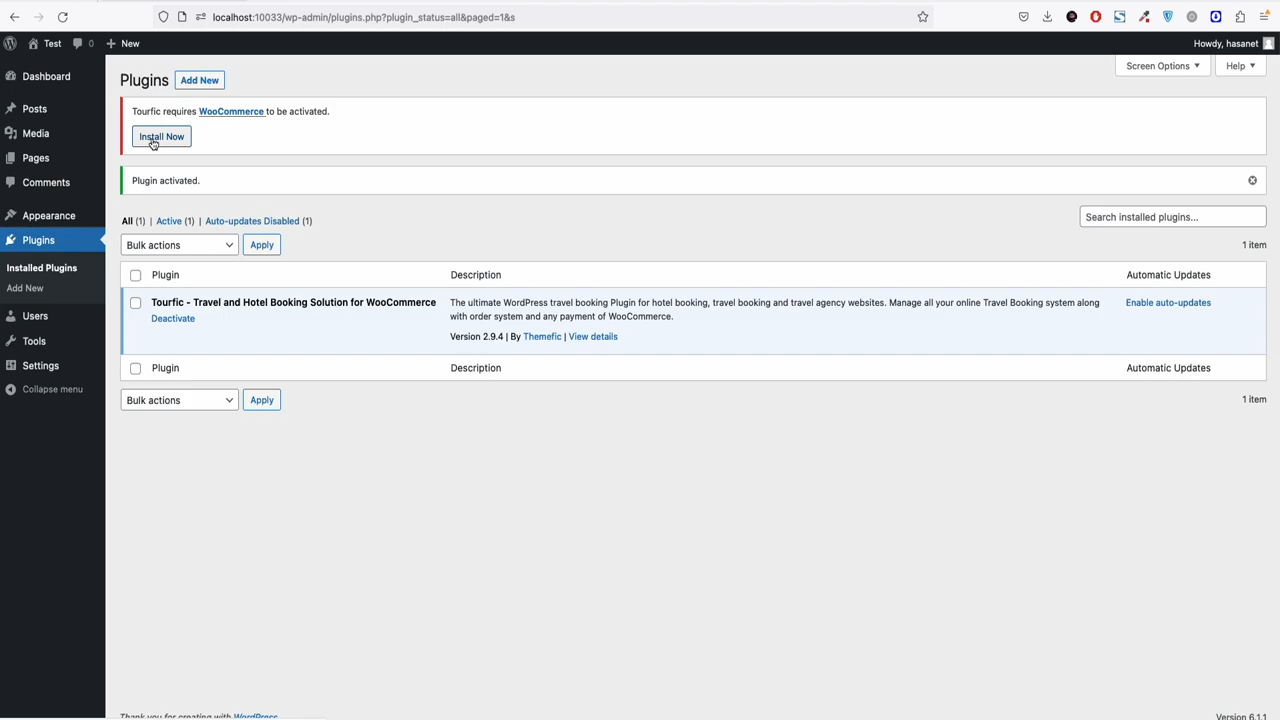 localhost:10033/wp-admin/plugins.php?plugin_status=all&paged=1&s
Test 0 New
Howdy, hasanet
Dashboard
Posts
Media
Pages
Comments
Appearance
Plugins
Installed Plugins
Add New
Users
Tools
Settings
Collapse menu
Screen Options Help
Plugins Add New
Tourfic requires WooCommerce to be activated.
Install Now
Plugin activated.
All (1) | Active (1) | Auto-updates Disabled (1)
Search installed plugins...
Bulk actions Apply 1 item
Plugin Description Automatic Updates
Tourfic - Travel and Hotel Booking Solution for WooCommerce
Deactivate
The ultimate WordPress travel booking Plugin for hotel booking, travel booking and travel agency websites. Manage all your online Travel Booking system along
with order system and any payment of WooCommerce.
Version 2.9.4 | By Themefic | View details
Enable auto-updates
Plugin Description Automatic Updates
Bulk actions Apply 1 item
Thank you for creating with WordPress
Version 6.1.1